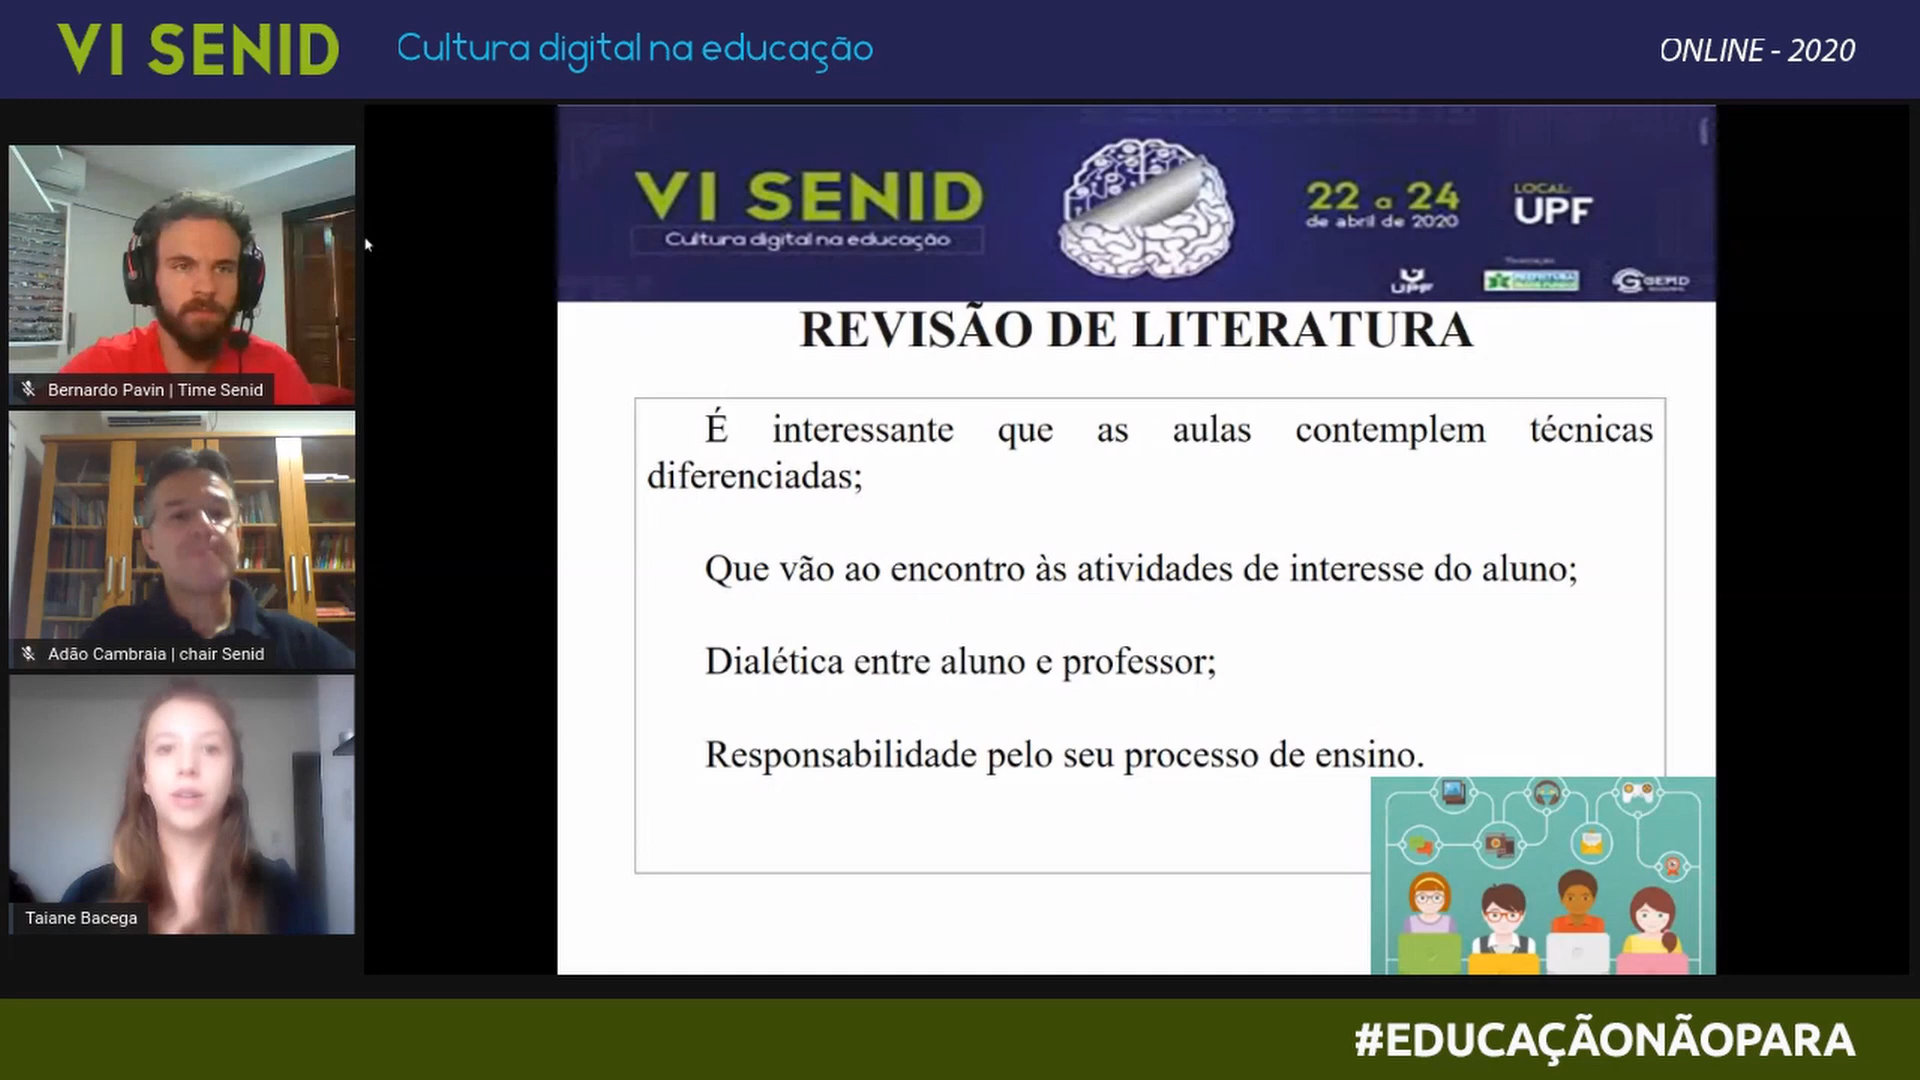 VI SENID
Cultura digital na educação
ONLINE - 2020
Bernardo Pavin | Time Senid
Adão Cambraia | chair Senid
Taiane Bacega
VI SENID
Cultura digital na educação
22 a 24
de abril de 2020
LOCAL:
UPF
UPF
PREFEITURA
GEPID
REVISÃO DE LITERATURA
É interessante que as aulas contemplem técnicas
diferenciadas;
Que vão ao encontro às atividades de interesse do aluno;
Dialética entre aluno e professor;
Responsabilidade pelo seu processo de ensino.
#EDUCAÇÃONÃOPARA